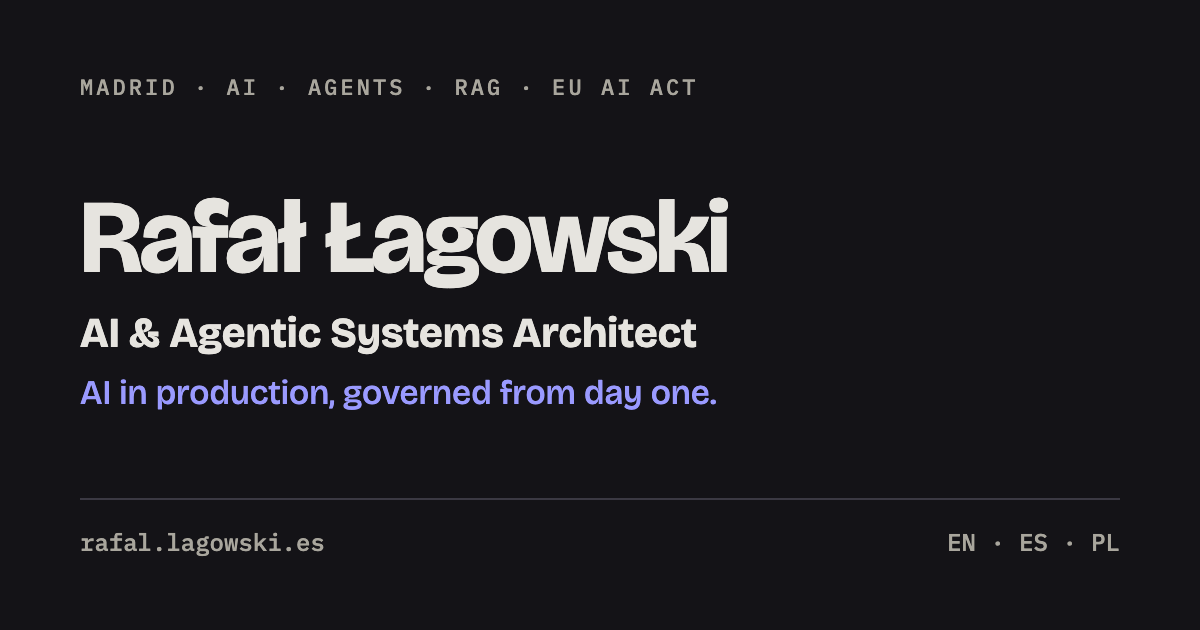 MADRID · AI · AGENTS · RAG · EU AI ACT
Rafał Łagowski
AI & Agentic Systems Architect
AI in production, governed from day one.
rafal.lagowski.es
EN · ES · PL